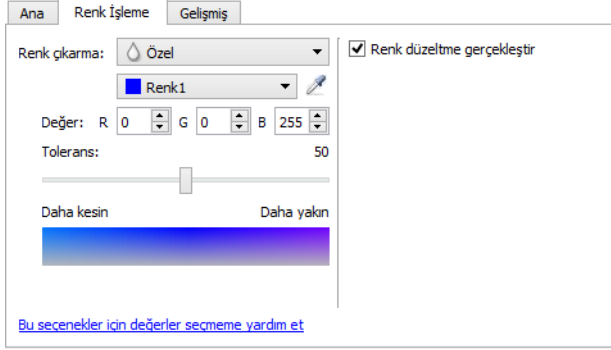 Ana Renk İşleme Gelişmiş
Renk çıkarma: Özel
Renk1
Değer: R 0 G 0 B 255
Tolerans: 50
Daha kesin Daha yakın
Bu seçenekler için değerler seçmeme yardım et
Renk düzeltme gerçekleştir